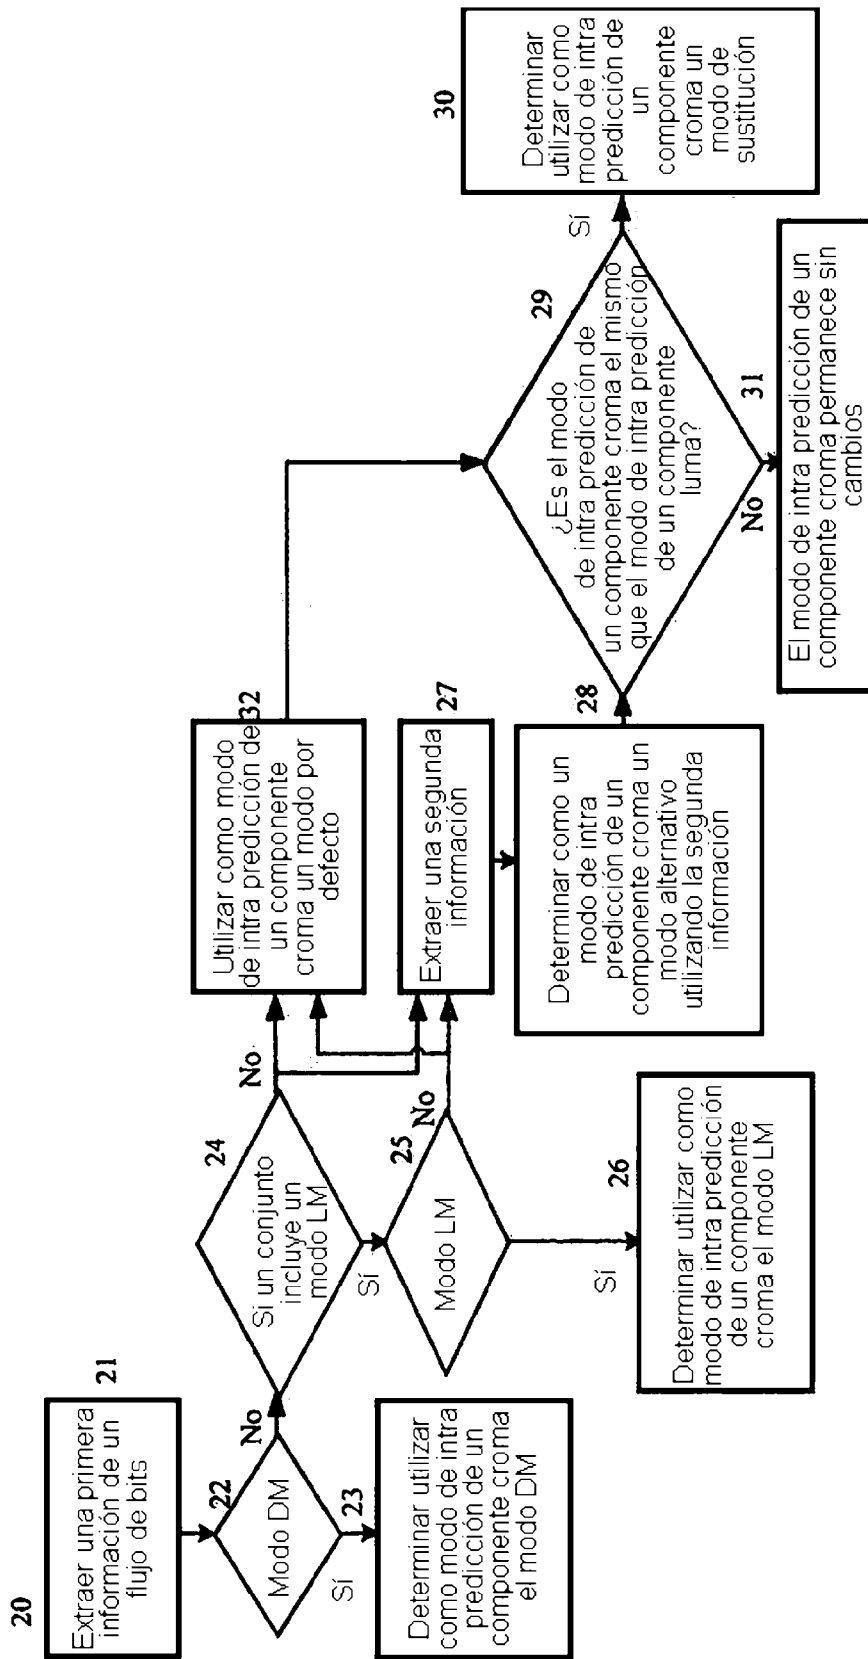 20
21
Extraer una primera
información de un
flujo de bits
22
Modo DM
No
Sí
23
Determinar utilizar
como modo de intra
predicción de un
componente croma
el modo DM
24
Si un conjunto
incluye un
modo LM
No
Sí
25
Modo LM
No
Sí
26
Determinar utilizar como
modo de intra predicción
de un componente
croma el modo LM
32
Utilizar como modo
de intra predicción de
un componente
croma un modo por
defecto
27
Extraer una segunda
información
28
Determinar como un
modo de intra
predicción de un
componente croma un
modo alternativo
utilizando la segunda
información
29
¿Es el modo
de intra predicción de
un componente croma el mismo
que el modo de intra predicción
de un componente
luma?
Sí
No
30
Determinar
utilizar como
modo de intra
predicción de
un
componente
croma un
modo de
sustitución
31
El modo de intra predicción de un
componente croma permanece sin
cambios